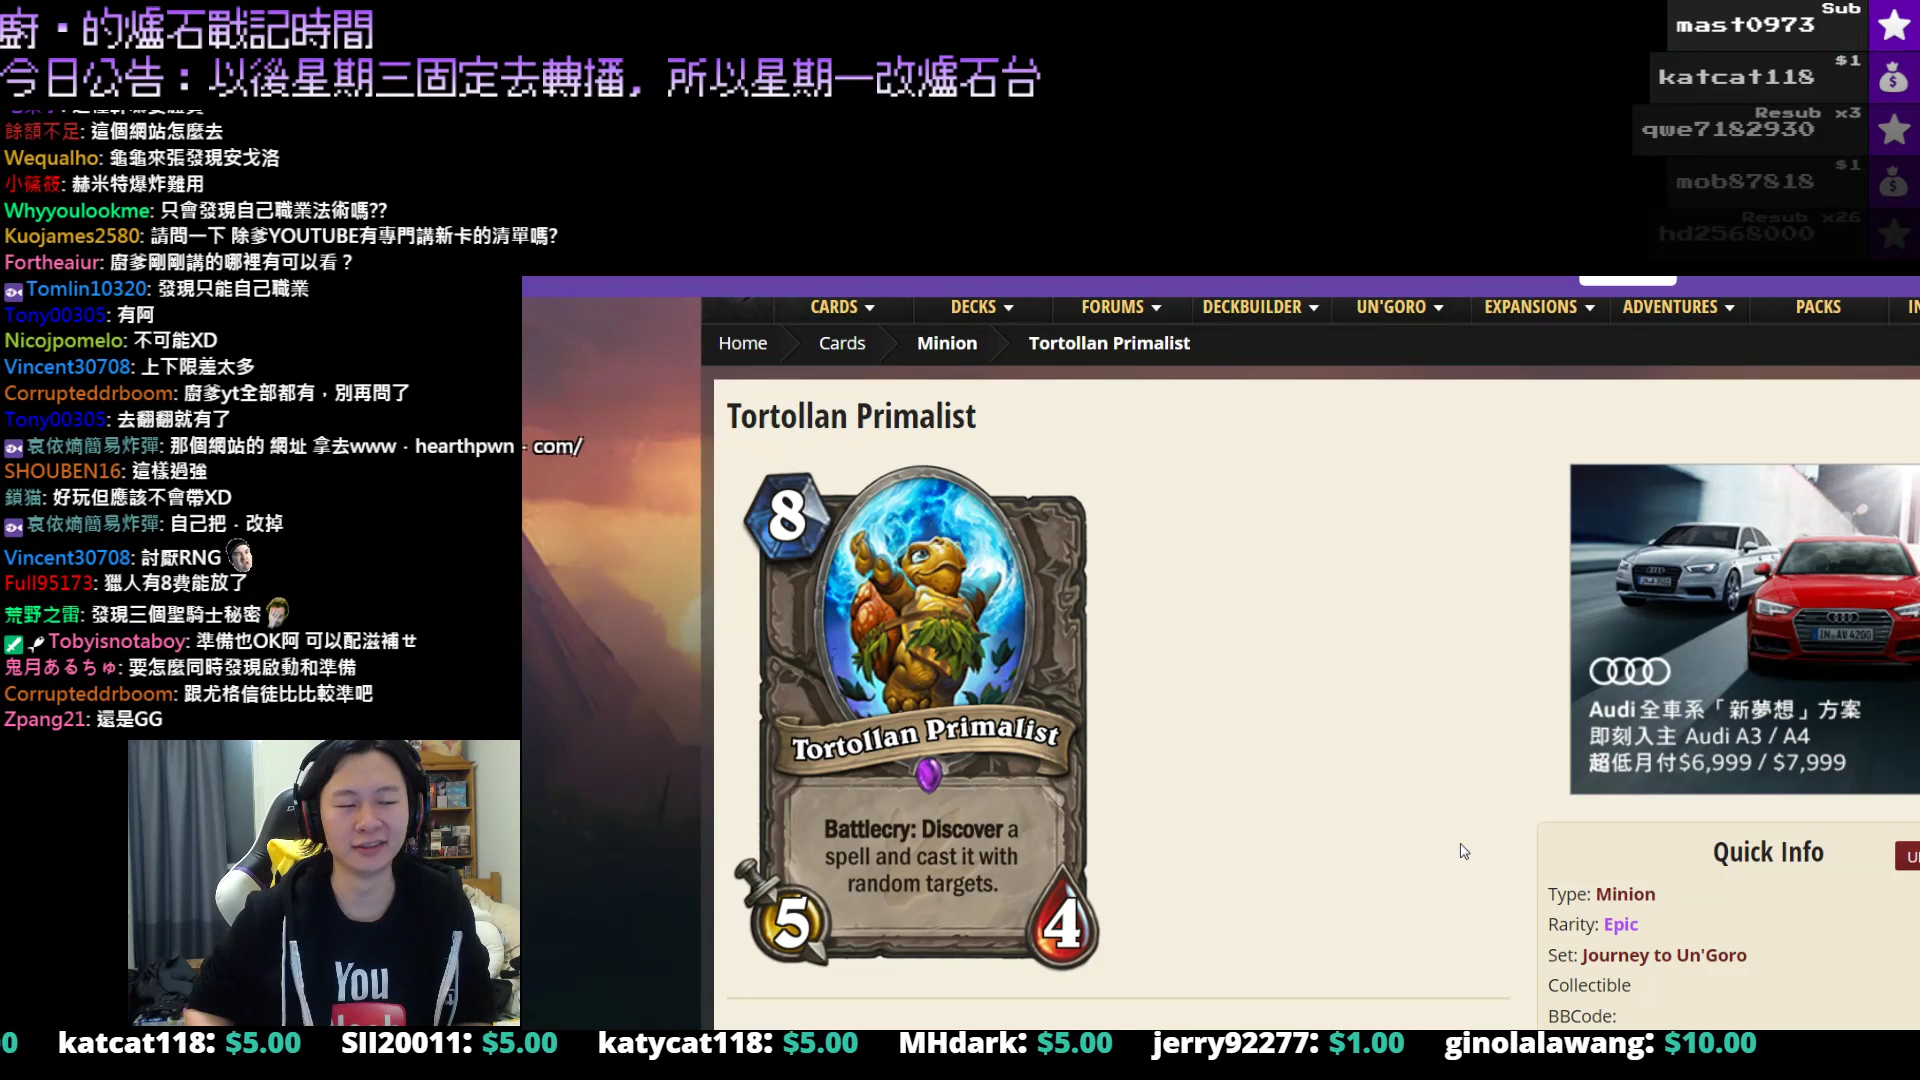 廚·的爐石戰記時間
今日公告：以後星期三固定去轉播，所以星期一改爐石台
餘額不足: 這個網站怎麼去
Wequalho: 龜龜來張發現安戈洛
小篠筱: 赫米特爆炸難用
Whyyoulookme: 只會發現自己職業法術嗎??
Kuojames2580: 請問一下 除爹YOUTUBE有專門講新卡的清單嗎?
Fortheaiur: 廚爹剛剛講的哪裡有可以看？
Tomlin10320: 發現只能自己職業
Tony00305: 有阿
Nicojpomelo: 不可能XD
Vincent30708: 上下限差太多
Corrupteddrboom: 廚爹yt全部都有，別再問了
Tony00305: 去翻翻就有了
哀依熵簡易炸彈: 那個網站的 網址 拿去www．hearthpwn．com/
SHOUBEN16: 這樣過強
鎖猫: 好玩但應該不會帶XD
哀依熵簡易炸彈: 自己把．改掉
Vincent30708: 討厭RNG
Full95173: 獵人有8費能放了
荒野之雷: 發現三個聖騎士秘密
Tobyisnotaboy: 準備也OK阿 可以配滋補ㄝ
鬼月あるちゅ: 要怎麼同時發現啟動和準備
Corrupteddrboom: 跟尤格信徒比比較準吧
Zpang21: 還是GG
Sub
mast0973
$1
katcat118
Resub x3
qwe7182930
$1
mob87818
Resub x26
hd2568000
CARDS DECKS FORUMS DECKBUILDER UN'GORO EXPANSIONS ADVENTURES PACKS
Home Cards Minion Tortollan Primalist
Tortollan Primalist
8
Tortollan Primalist
Battlecry: Discover a
spell and cast it with
random targets.
5 4
IN·AV 4200
Audi 全車系「新夢想」方案
即刻入主 Audi A3 / A4
超低月付$6,999 / $7,999
Quick Info
Type: Minion
Rarity: Epic
Set: Journey to Un'Goro
Collectible
BBCode:
You
katcat118: $5.00 SII20011: $5.00 katycat118: $5.00 MHdark: $5.00 jerry92277: $1.00 ginolalawang: $10.00